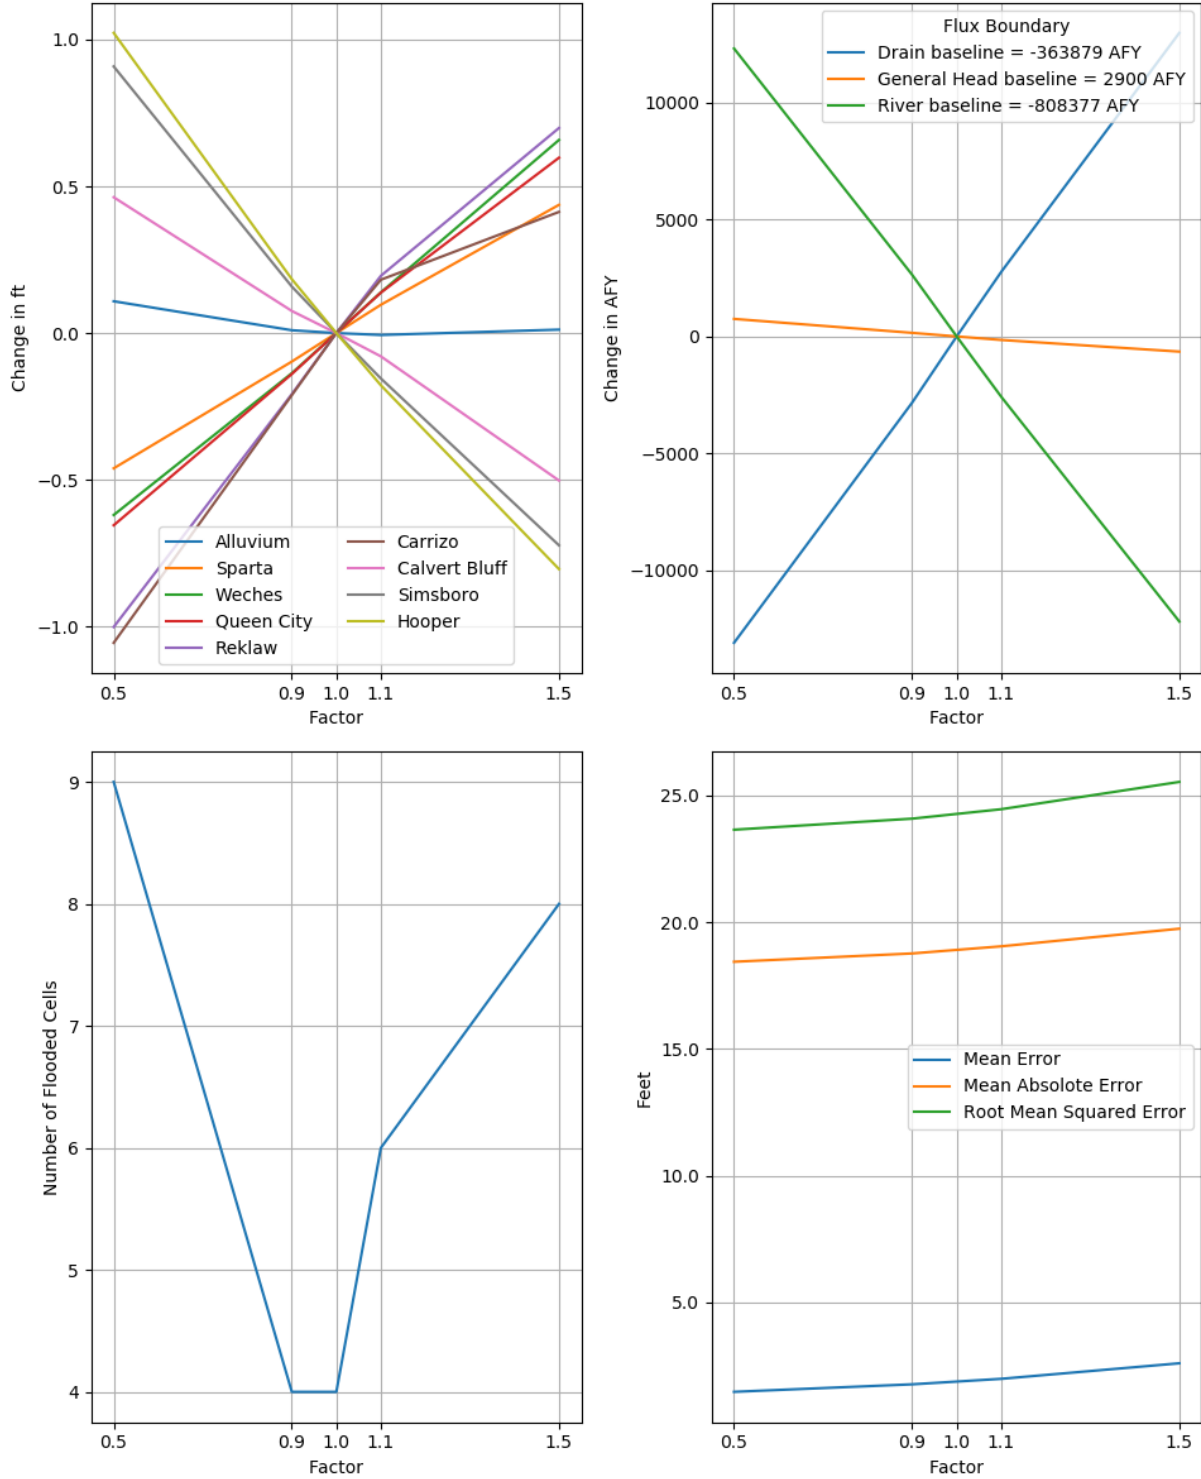 1.0
0.5
0.0
−0.5
−1.0
Change in ft
Alluvium
Sparta
Weches
Queen City
Reklaw
Carrizo
Calvert Bluff
Simsboro
Hooper
0.5 0.9 1.0 1.1 1.5
Factor
Flux Boundary
Drain baseline = -363879 AFY
General Head baseline = 2900 AFY
River baseline = -808377 AFY
10000
5000
0
−5000
−10000
Change in AFY
0.5 0.9 1.0 1.1 1.5
Factor
9
8
7
6
5
4
Number of Flooded Cells
0.5 0.9 1.0 1.1 1.5
Factor
25.0
20.0
15.0
10.0
5.0
Feet
Mean Error
Mean Absolote Error
Root Mean Squared Error
0.5 0.9 1.0 1.1 1.5
Factor